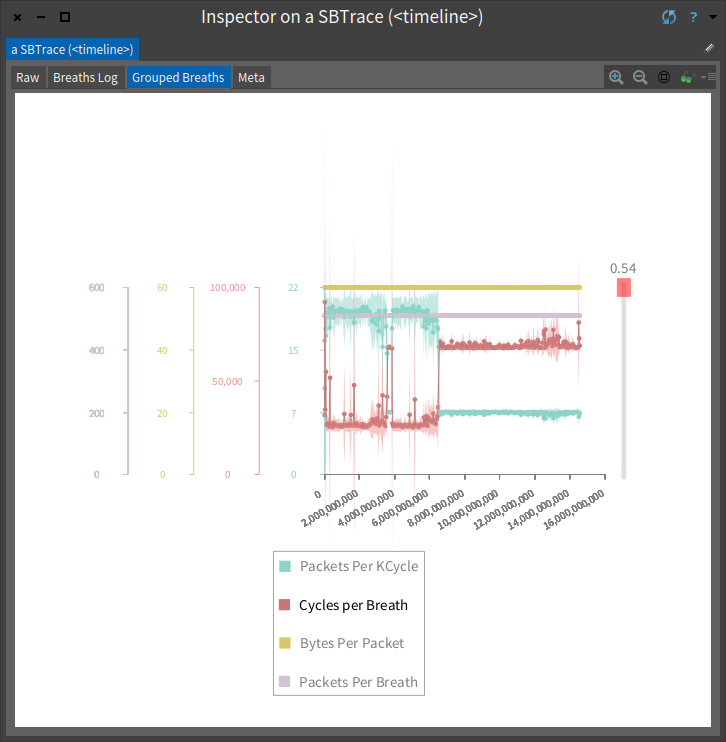 Inspector on a SBTrace (<timeline>)
?
a SBTrace (<timeline>)
Raw
Breaths Log
Grouped Breaths
Meta
0.54
600
60
100,000
22
400
40
15
50,000
200
20
7
0
0
0
0
0
2,000,000,000
4,000,000,000
6,000,000,000
8,000,000,000
10,000,000,000
12,000,000,000
14,000,000,000
16,000,000,000
Packets Per KCycle
Cycles per Breath
Bytes Per Packet
Packets Per Breath